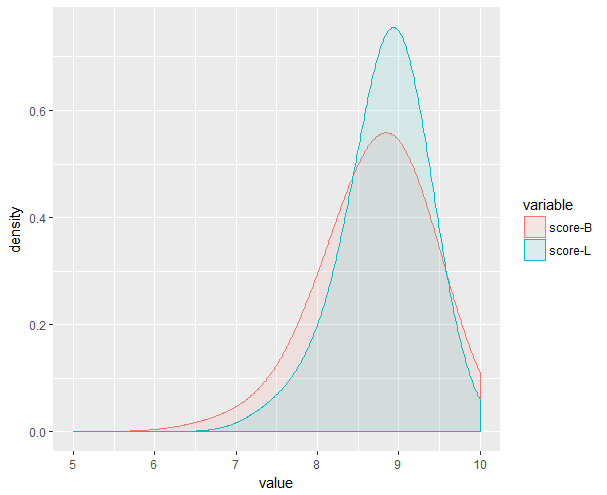 0.6
0.4
0.2
0.0
density
5 6 7 8 9 10
value
variable
score-B
score-L